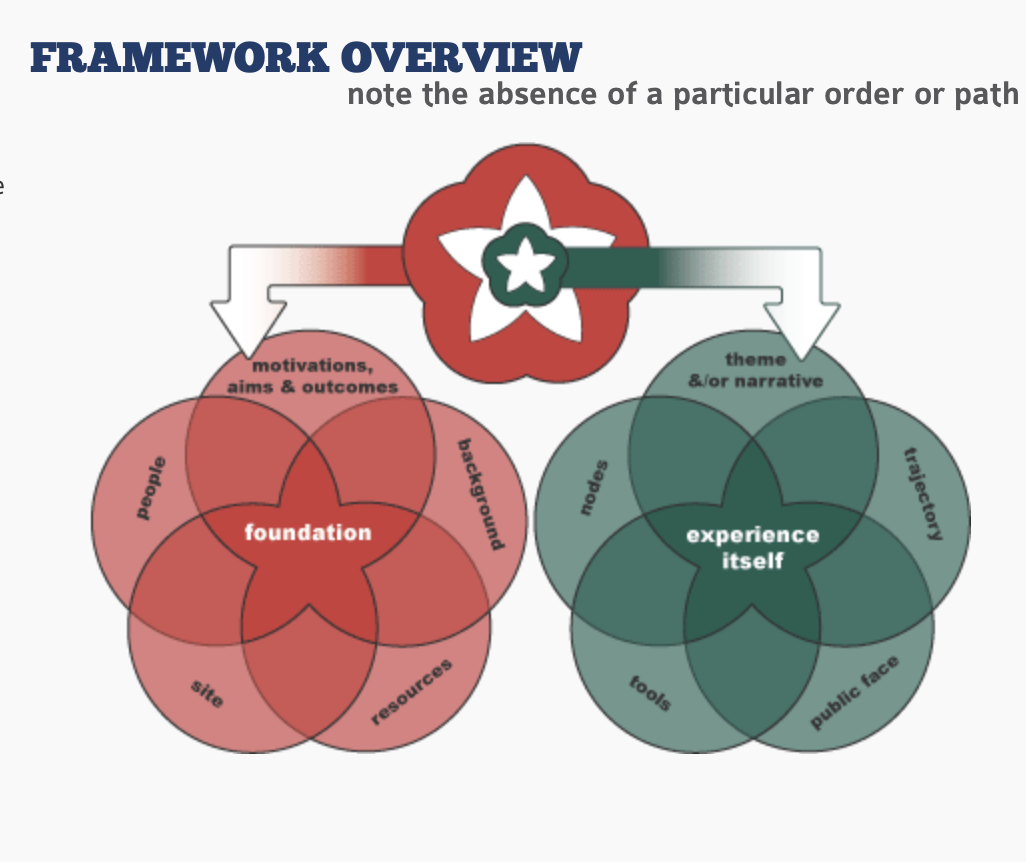 FRAMEWORK OVERVIEW
note the absence of a particular order or path
e
motivations,
aims & outcomes
people
background
foundation
site
resources
theme
&/or narrative
nodes
trajectory
experience
itself
tools
public face